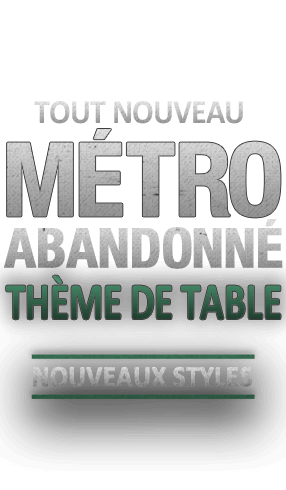 TOUT NOUVEAU
MÉTRO
ABANDONNÉ
THÈME DE TABLE
NOUVEAUX STYLES